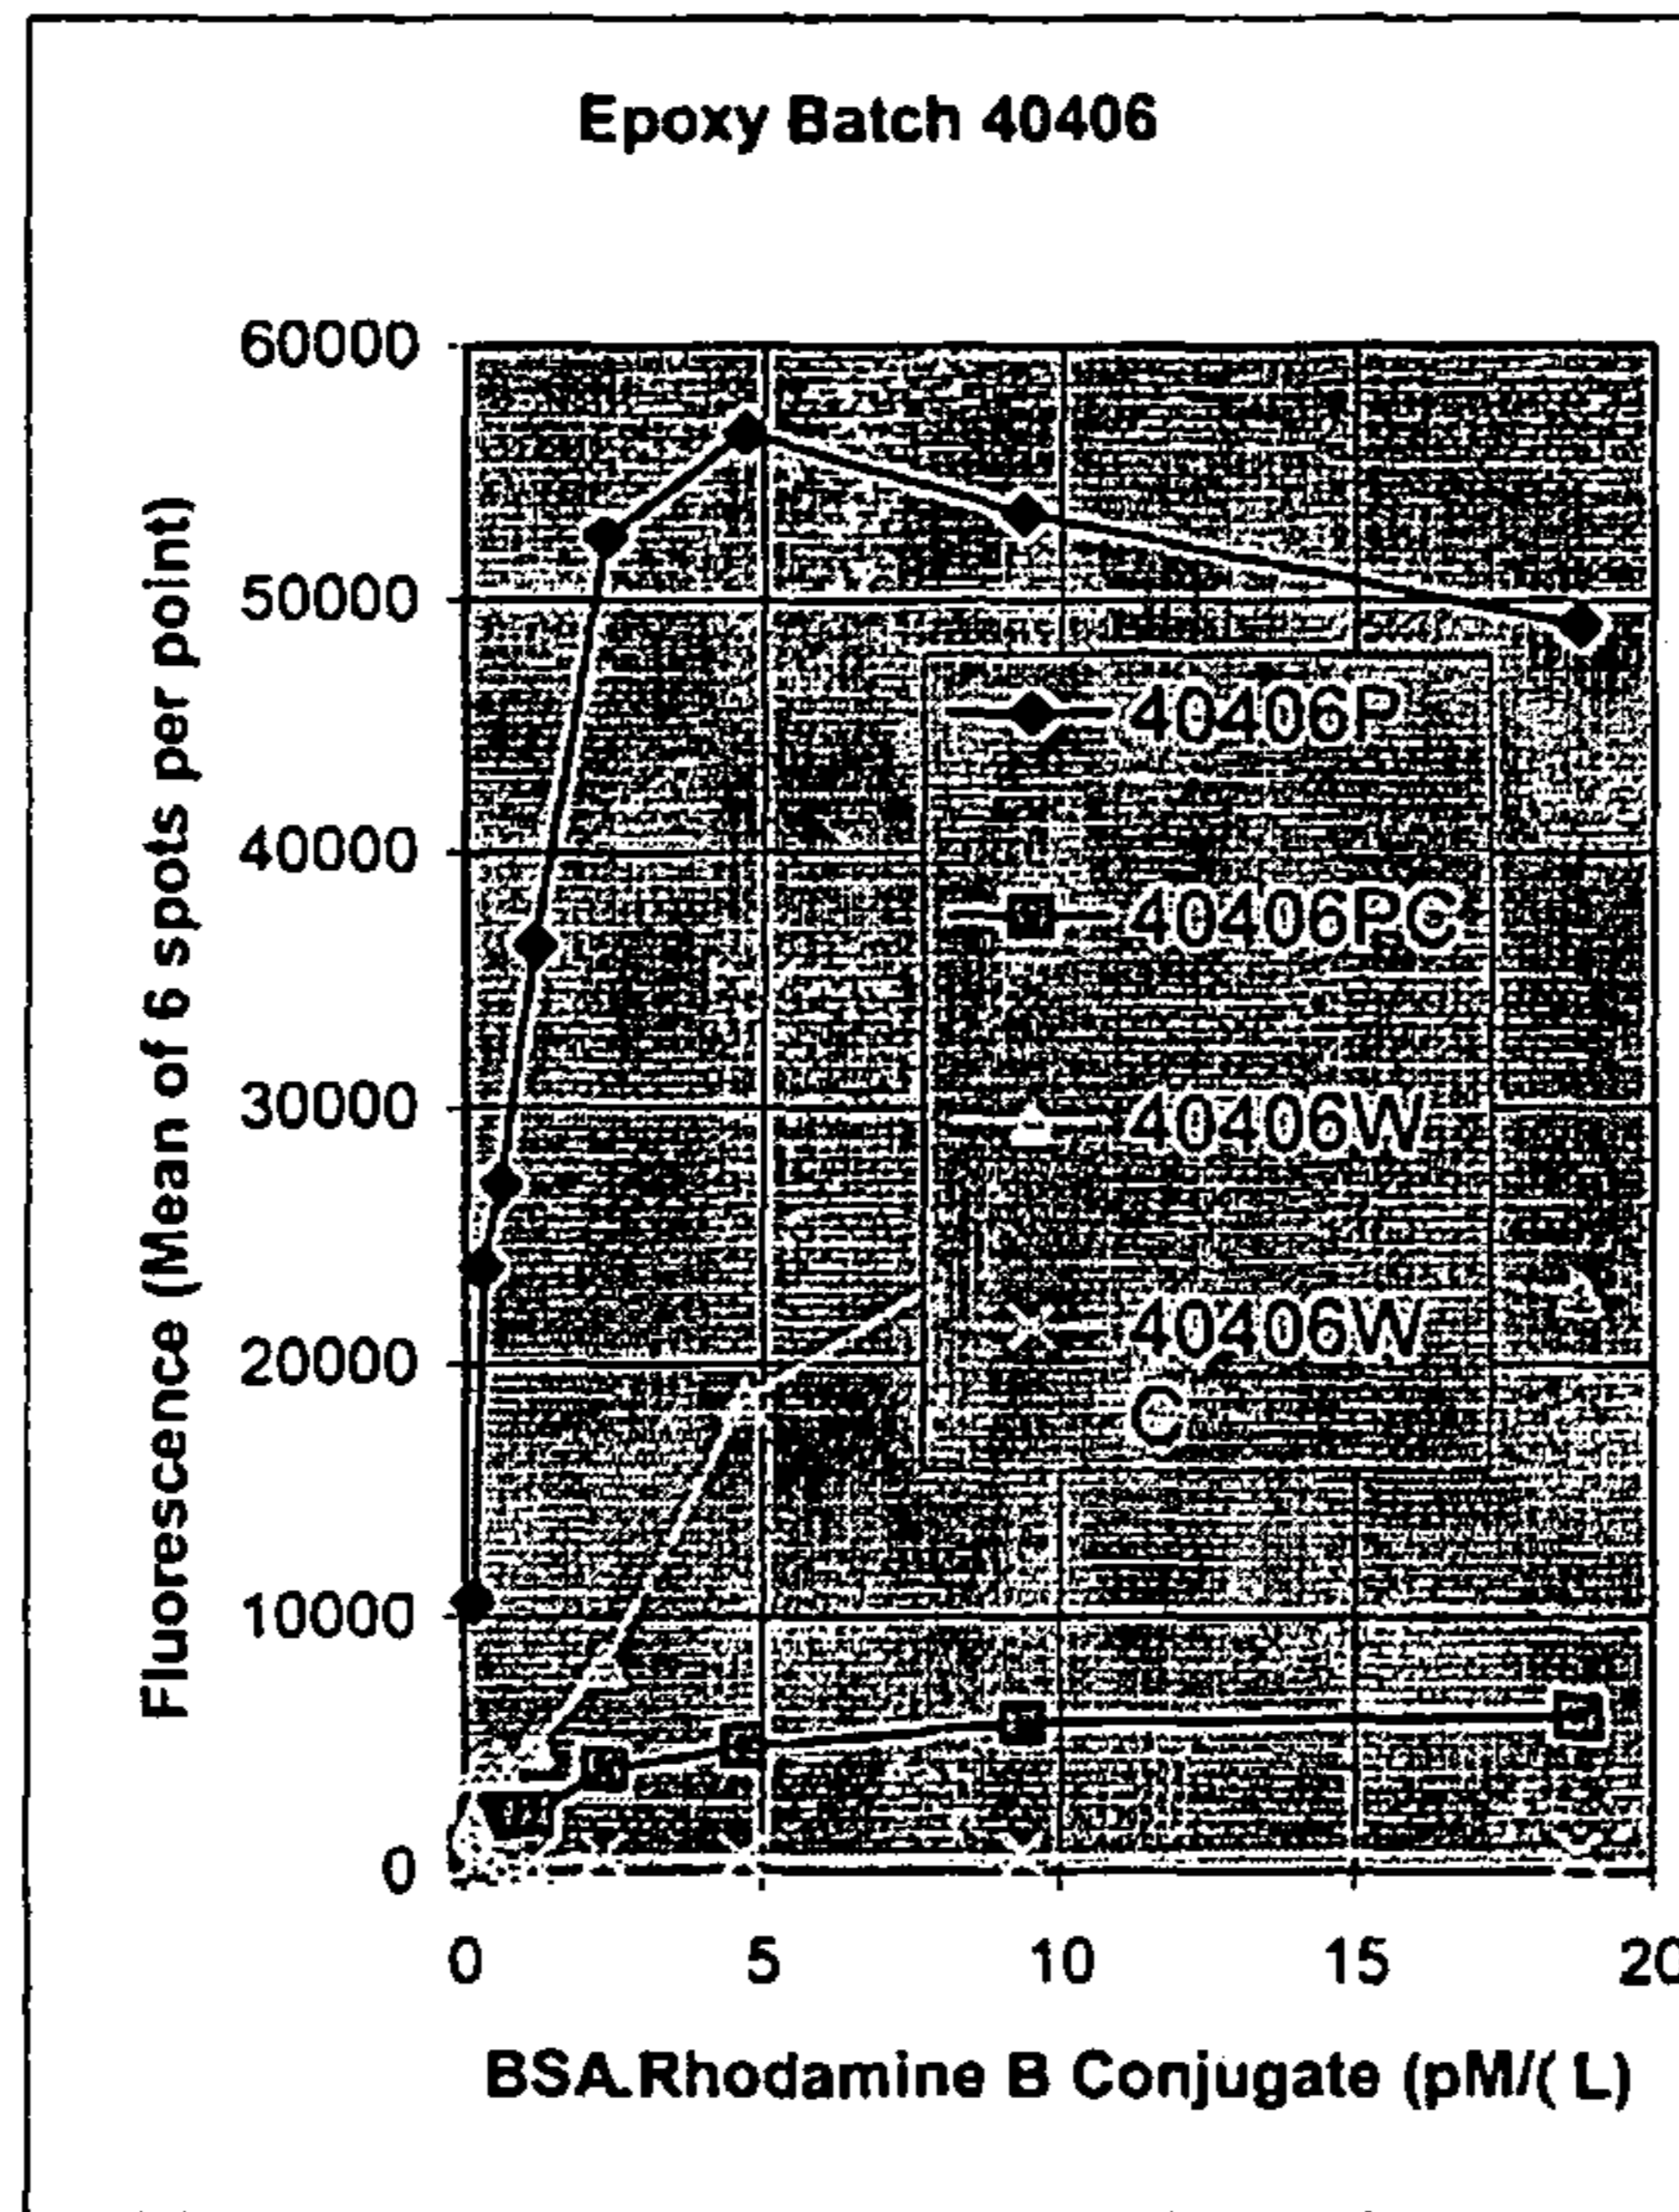 Epoxy Batch 40406
Fluorescence (Mean of 6 spots per point)
60000
50000
40000
30000
20000
10000
0
40406P
40406PC
40406W
40406W
C
0 5 10 15 20
BSA.Rhodamine B Conjugate (pM/( L)